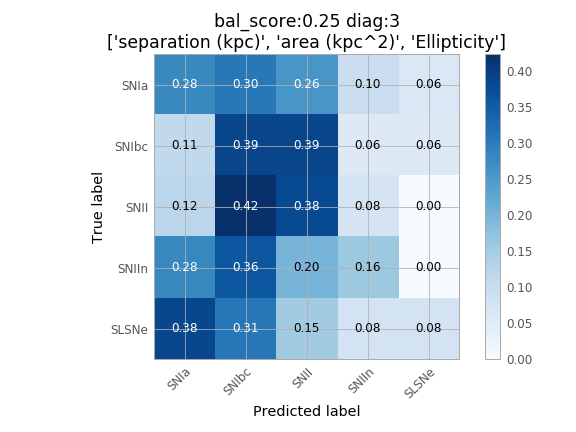 bal_score:0.25 diag:3
['separation (kpc)', 'area (kpc^2)', 'Ellipticity']
SNIa 0.28 0.30 0.26 0.10 0.06
SNIbc 0.11 0.39 0.39 0.06 0.06
SNII 0.12 0.42 0.38 0.08 0.00
SNIIn 0.28 0.36 0.20 0.16 0.00
SLSNe 0.38 0.31 0.15 0.08 0.08
SNIa SNIbc SNII SNIIn SLSNe
True label
Predicted label
0.40
0.35
0.30
0.25
0.20
0.15
0.10
0.05
0.00